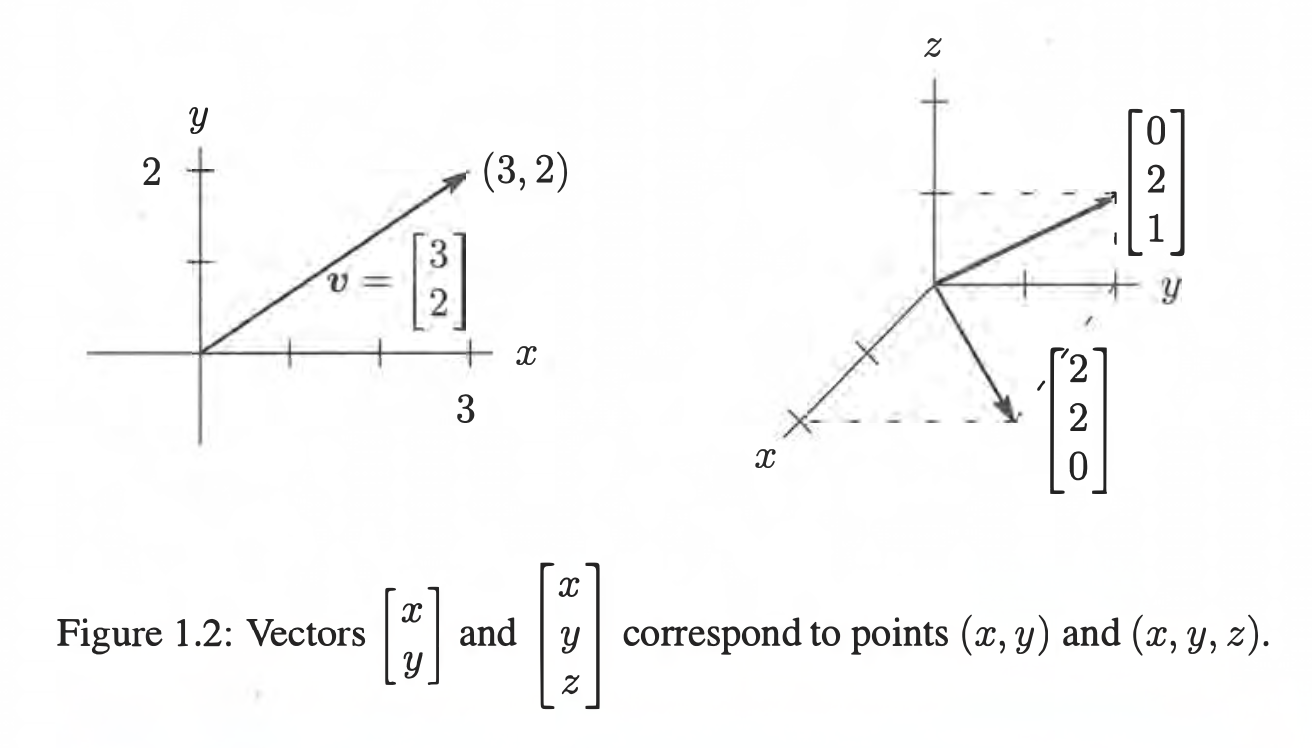 y
2
(3, 2)
v = [3 2]
x
3
z
[0 2 1]
y
[2 2 0]
x
Figure 1.2: Vectors [x y] and [x y z] correspond to points (x, y) and (x, y, z).